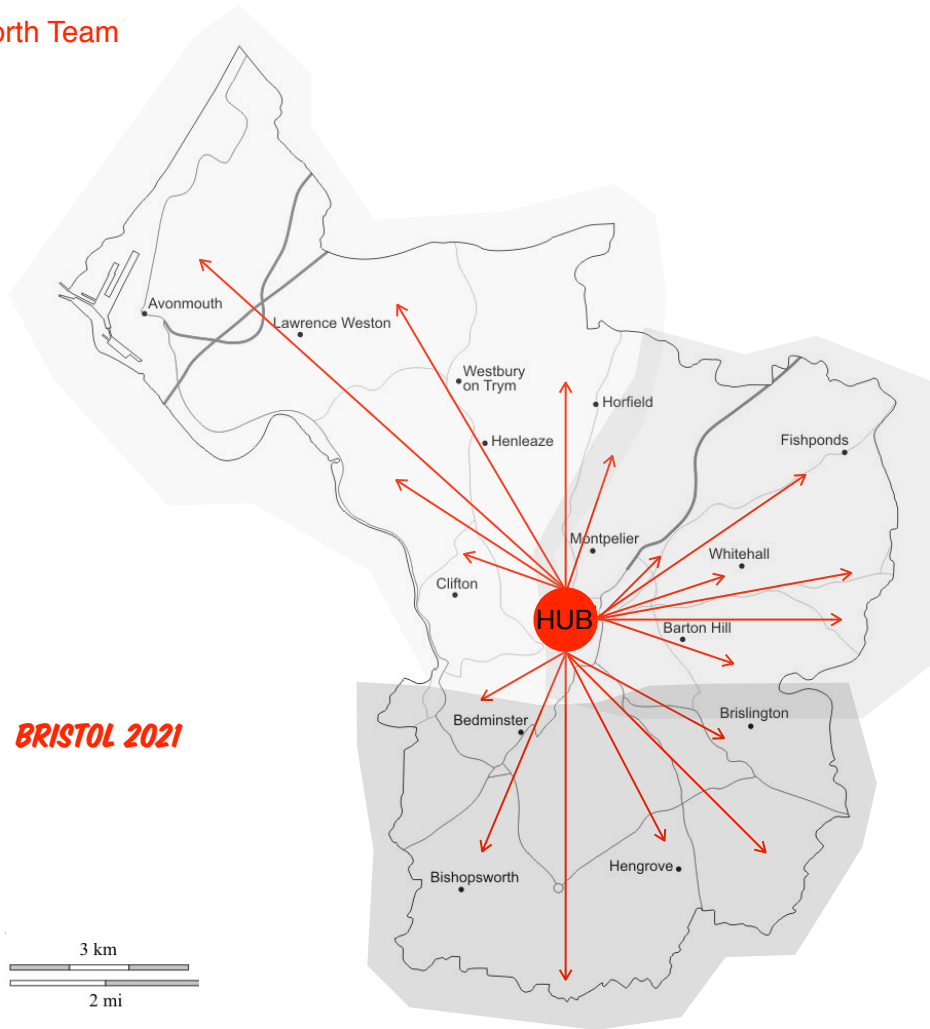 orth Team
Avonmouth
Lawrence Weston
Westbury
on Trym
Horfield
Henleaze
Fishponds
Montpelier
Whitehall
Clifton
HUB
Barton Hill
Bedminster
Brislington
BRISTOL 2021
Bishopsworth
Hengrove
3 km
2 mi